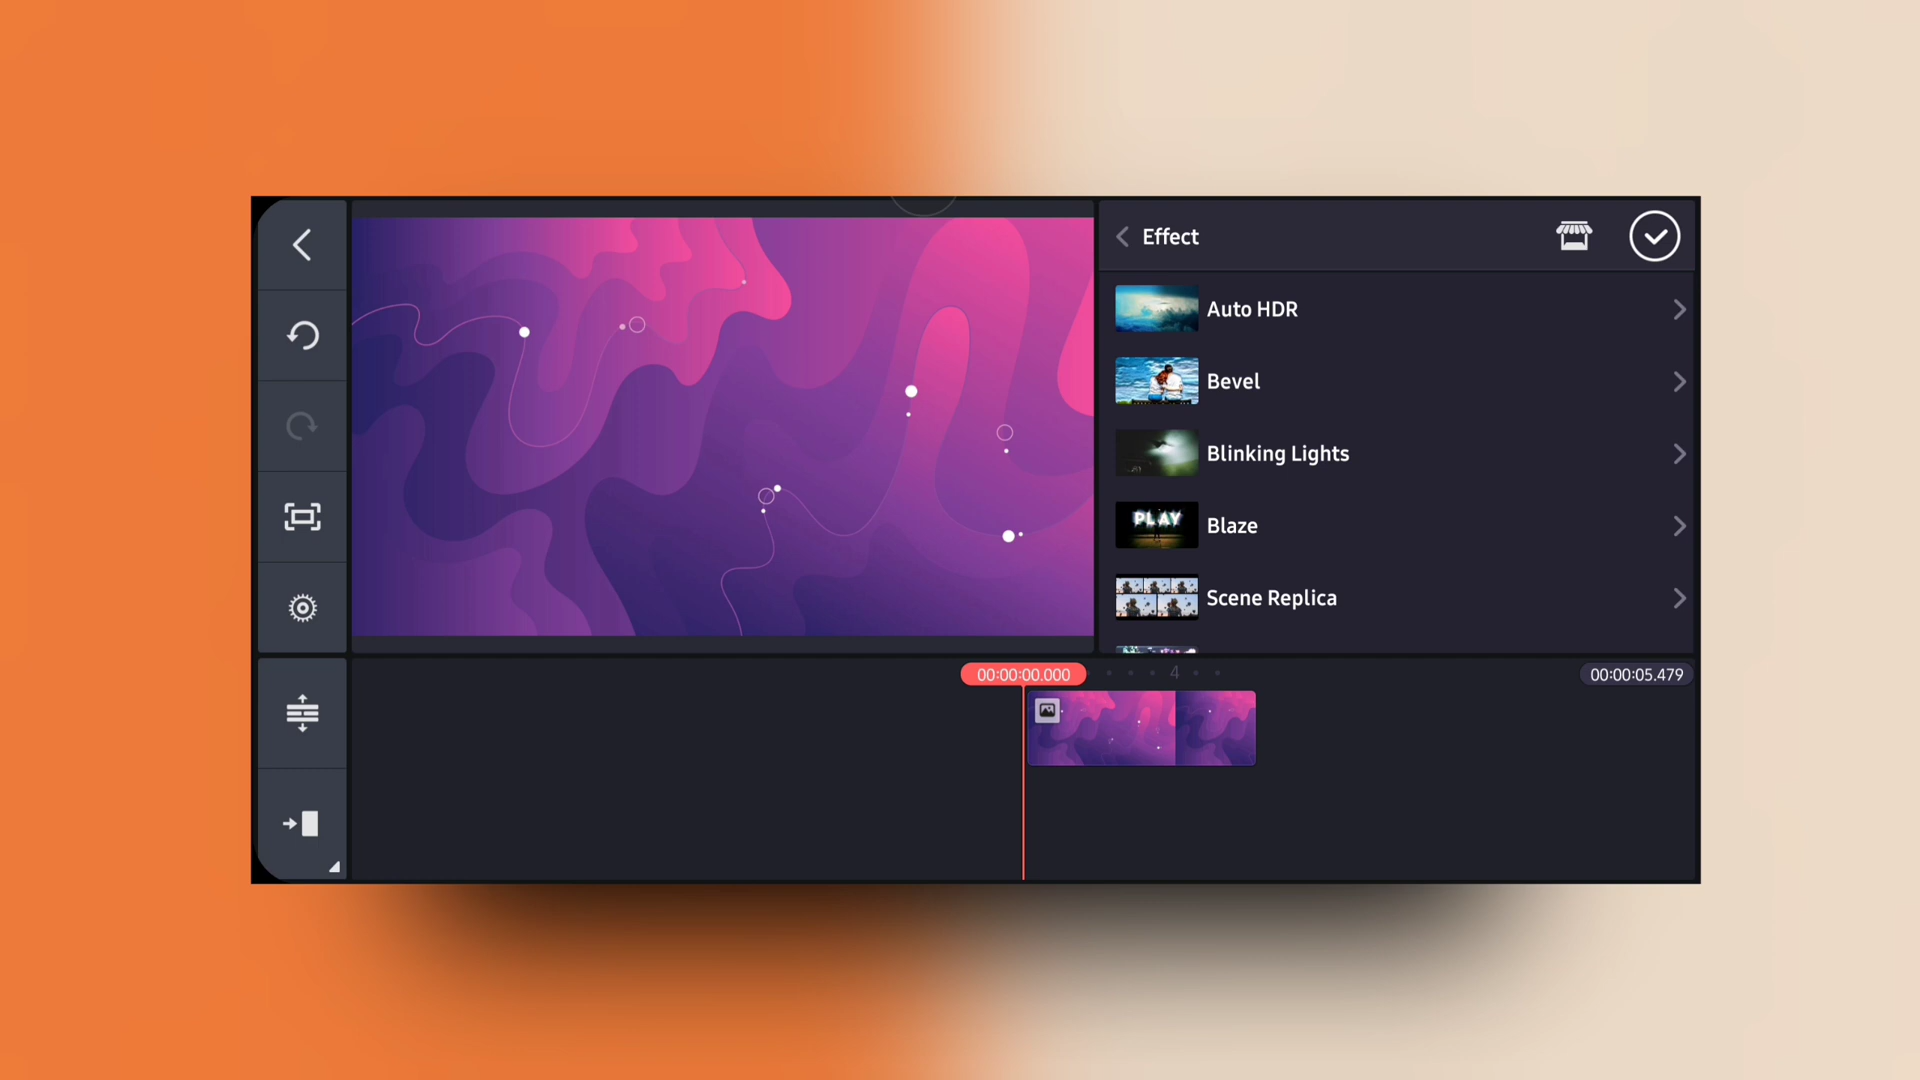 Effect
Auto HDR
Bevel
Blinking Lights
PLAY
Blaze
Scene Replica
00:00:00.000
4
00:00:05.479